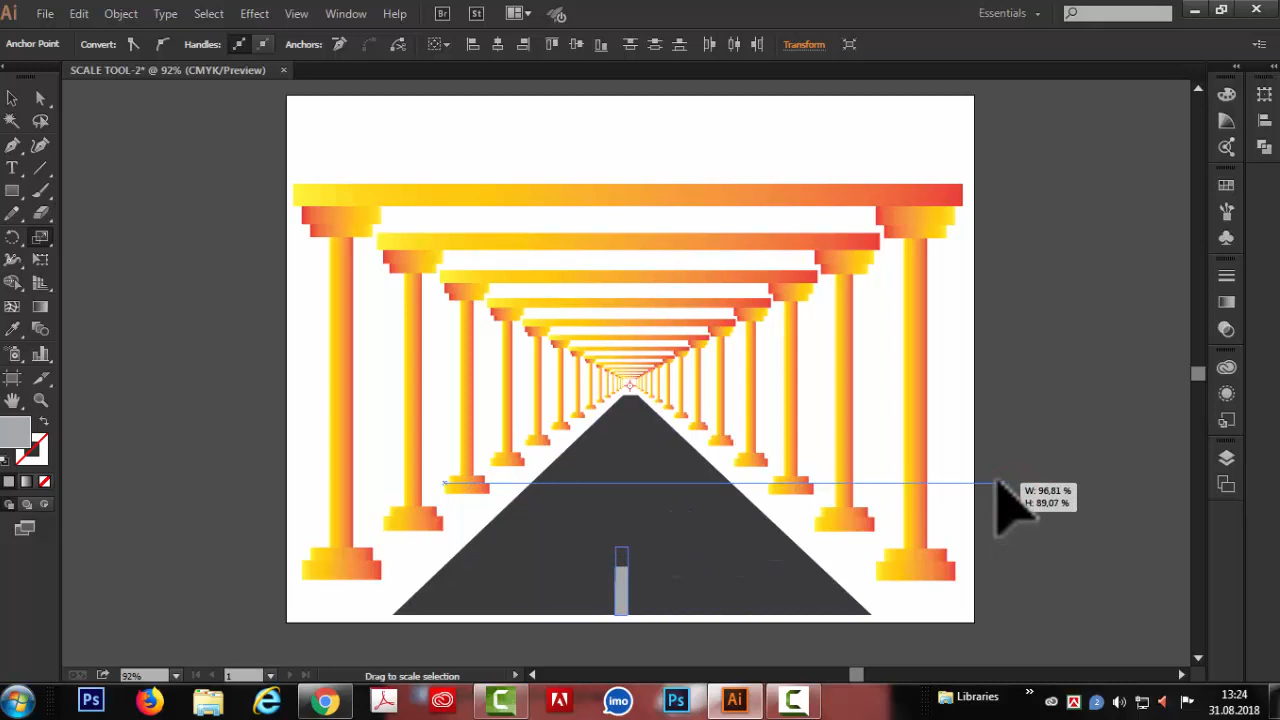 Ai File Edit Object Type Select Effect View Window Help Br St Essentials
Anchor Point Convert: Handles: Anchors: Transform
SCALE TOOL-2* @ 92% (CMYK/Preview) ×
T
W: 96,81 %
H: 89,07 %
92% 1 Drag to scale selection
Ps imo Ps Ai Libraries » 13:24
31.08.2018